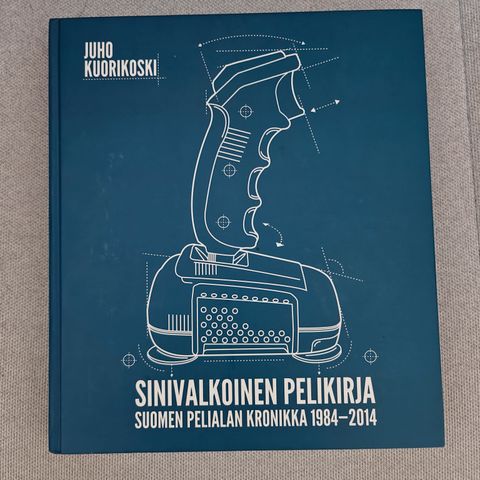 JUHO
KUORIKOSKI
SINIVALKOINEN PELIKIRJA
SUOMEN PELIALAN KRONIKKA 1984–2014